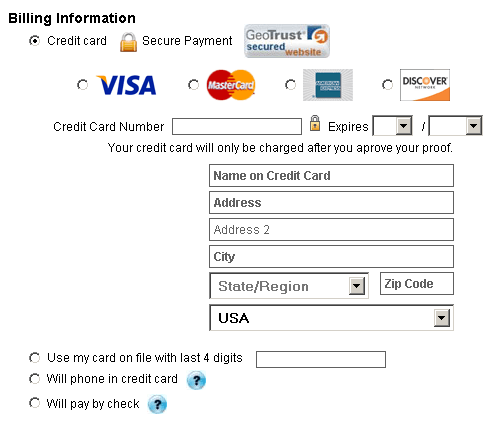 Billing Information
Credit card Secure Payment GeoTrust®
secured
website
VISA MasterCard AMERICAN EXPRESS DISCOVER
NETWORK
Credit Card Number Expires /
Your credit card will only be charged after you aprove your proof.
Name on Credit Card
Address
Address 2
City
State/Region Zip Code
USA
Use my card on file with last 4 digits
Will phone in credit card ?
Will pay by check ?